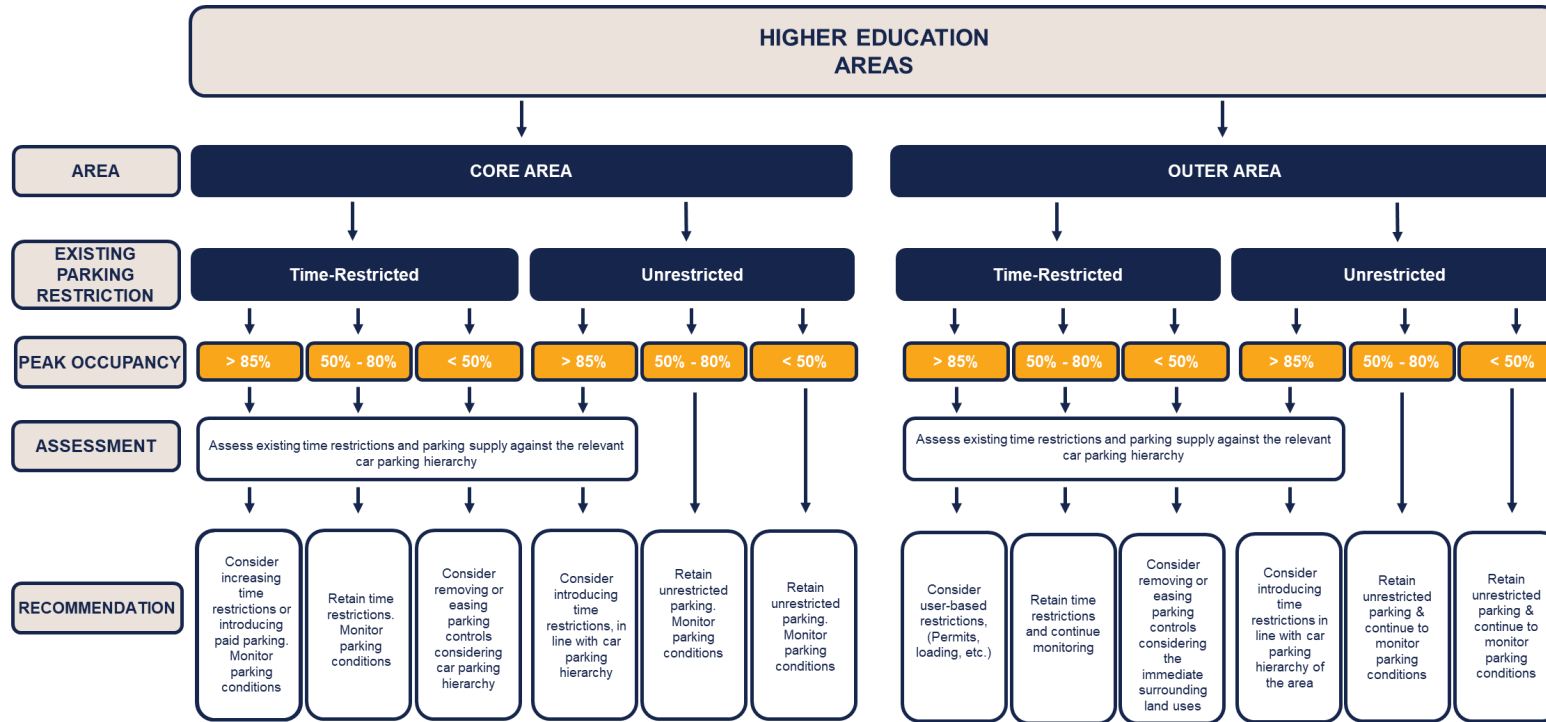 HIGHER EDUCATION
AREAS
AREA
CORE AREA
OUTER AREA
EXISTING
PARKING
RESTRICTION
Time-Restricted
Unrestricted
Time-Restricted
Unrestricted
PEAK OCCUPANCY
> 85%
50% - 80%
< 50%
> 85%
50% - 80%
< 50%
> 85%
50% - 80%
< 50%
> 85%
50% - 80%
< 50%
ASSESSMENT
Assess existing time restrictions and parking supply against the relevant
car parking hierarchy
Assess existing time restrictions and parking supply against the relevant
car parking hierarchy
RECOMMENDATION
Consider
increasing
time
restrictions or
introducing
paid parking.
Monitor
parking
conditions
Retain time
restrictions.
Monitor
parking
conditions
Consider
removing or
easing
parking
controls
considering
car parking
hierarchy
Consider
introducing
time
restrictions, in
line with car
parking
hierarchy
Retain
unrestricted
parking.
Monitor
parking
conditions
Retain
unrestricted
parking.
Monitor
parking
conditions
Consider
user-based
restrictions,
(Permits,
loading, etc.)
Retain time
restrictions
and continue
monitoring
Consider
removing or
easing
parking
controls
considering
the
immediate
surrounding
land uses
Consider
introducing
time
restrictions in
line with car
parking
hierarchy of
the area
Retain
unrestricted
parking &
continue to
monitor
parking
conditions
Retain
unrestricted
parking &
continue to
monitor
parking
conditions